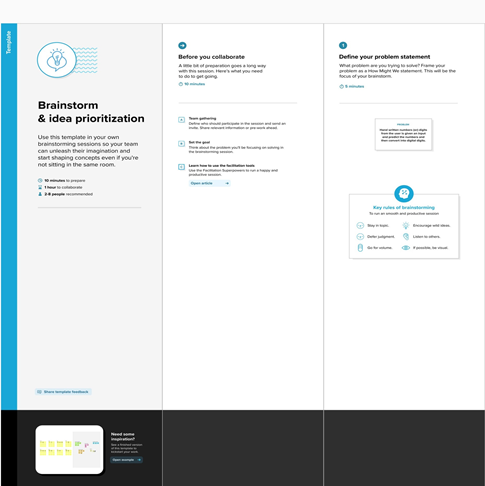 Template
Brainstorm
& idea prioritization
Use this template in your own
brainstorming sessions so your team
can unleash their imagination and
start shaping concepts even if you're
not sitting in the same room.
10 minutes to prepare
1 hour to collaborate
2-8 people recommended
Share template feedback
Need some
inspiration?
See a finished version
of this template to
kickstart your work.
Open example
Before you collaborate
A little bit of preparation goes a long way
with this session. Here's what you need
to do to get going.
10 minutes
A
Team gathering
Define who should participate in the session and send an
invite. Share relevant information or pre-work ahead.
B
Set the goal
Think about the problem you'll be focusing on solving in
the brainstorming session.
C
Learn how to use the facilitation tools
Use the Facilitation Superpowers to run a happy and
productive session.
Open article
1
Define your problem statement
What problem are you trying to solve? Frame your
problem as a How Might We statement. This will be the
focus of your brainstorm.
5 minutes
PROBLEM
Hand written numbers are digits
from the user is given an input
and predict the numbers and
then convert into digital digits.
Key rules of brainstorming
To run an smooth and productive session
Stay in topic.
Encourage wild ideas.
Defer judgment.
Listen to others.
Go for volume.
If possible, be visual.